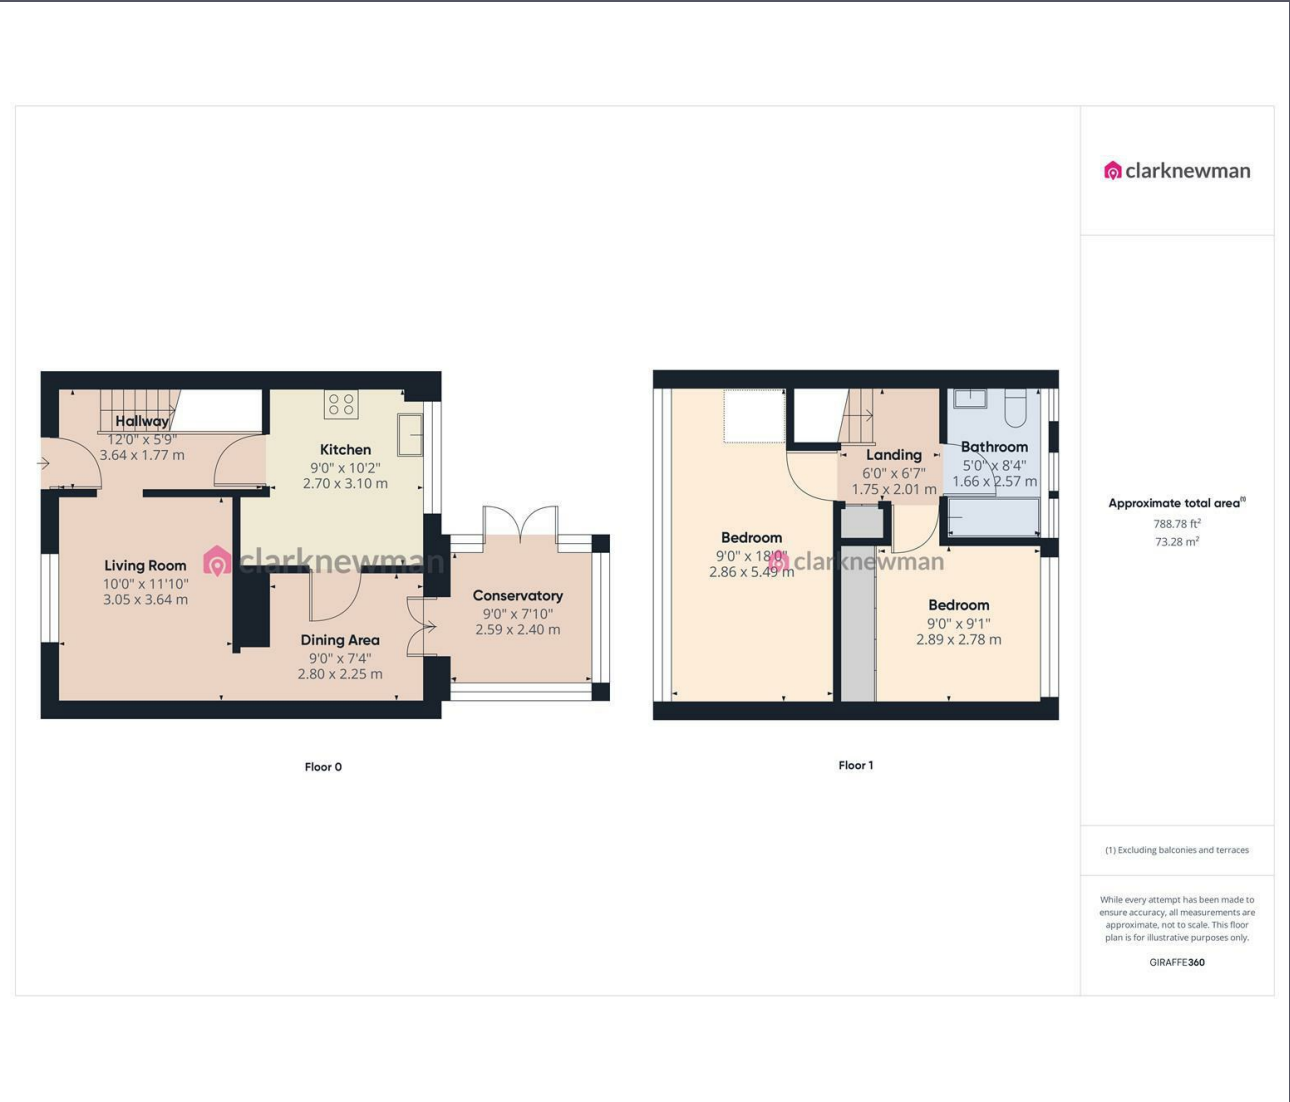 clarknewman
Hallway
12'0" x 5'9"
3.64 x 1.77 m
Kitchen
9'0" x 10'2"
2.70 x 3.10 m
Living Room
10'0" x 11'10"
3.05 x 3.64 m
clarknewman
Dining Area
9'0" x 7'4"
2.80 x 2.25 m
Conservatory
9'0" x 7'10"
2.59 x 2.40 m
Floor 0
Landing
6'0" x 6'7"
1.75 x 2.01 m
Bathroom
5'0" x 8'4"
1.66 x 2.57 m
Bedroom
9'0" x 18'0"
2.86 x 5.49 m
clarknewman
Bedroom
9'0" x 9'1"
2.89 x 2.78 m
Floor 1
Approximate total area(1)
788.78 ft²
73.28 m²
(1) Excluding balconies and terraces
While every attempt has been made to
ensure accuracy, all measurements are
approximate, not to scale. This floor
plan is for illustrative purposes only.
GIRAFFE360